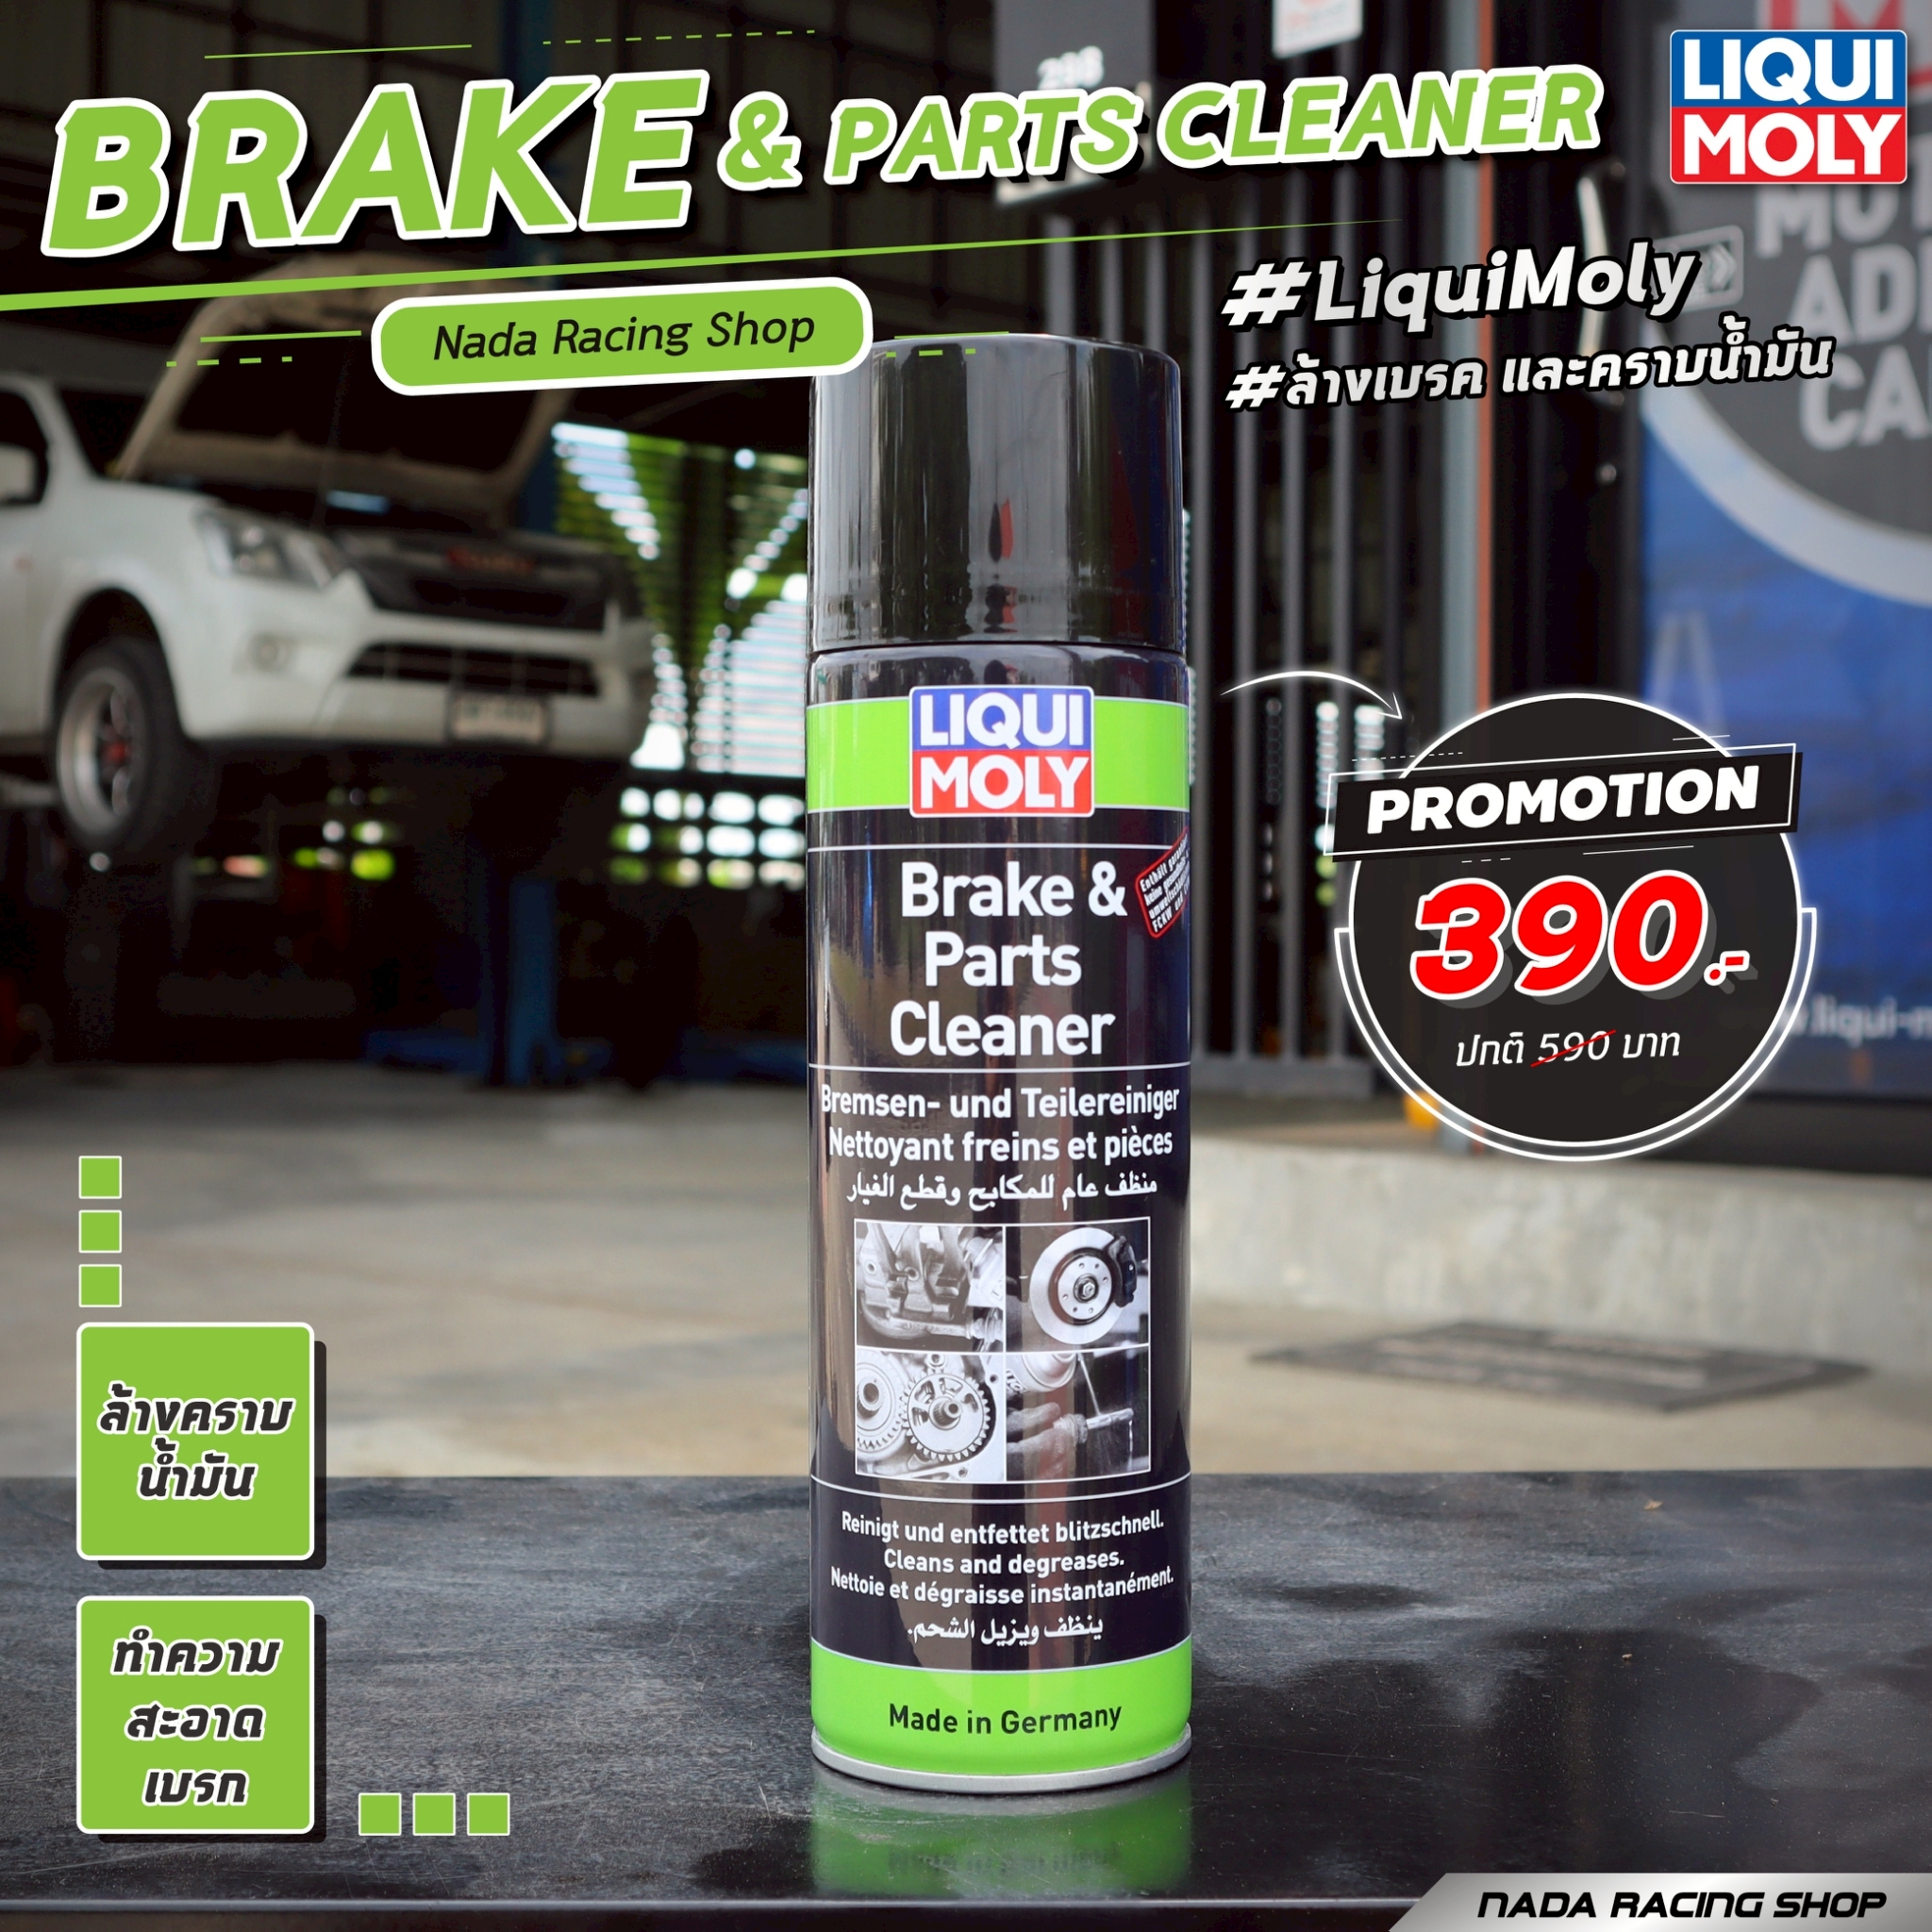 BRAKE & PARTS CLEANER
LIQUI
MOLY
Nada Racing Shop
#LiquiMoly
#ล้างเบรค และคราบน้ำมัน
298
LIQUI
MOLY
Brake &
Parts
Cleaner
Enthält
keine
FCKW
Bremsen- und Teilereiniger
Nettoyant freins et pièces
منظف عام للمكابح وقطع الغيار
Reinigt und entfettet blitzschnell.
Cleans and degreases.
Nettoie et dégraisse instantanément.
ينظف ويزيل الشحم.
Made in Germany
PROMOTION
390.-
ปกติ 590 บาท
ล้างคราบ
น้ำมัน
ทำความ
สะอาด
เบรก
NADA RACING SHOP